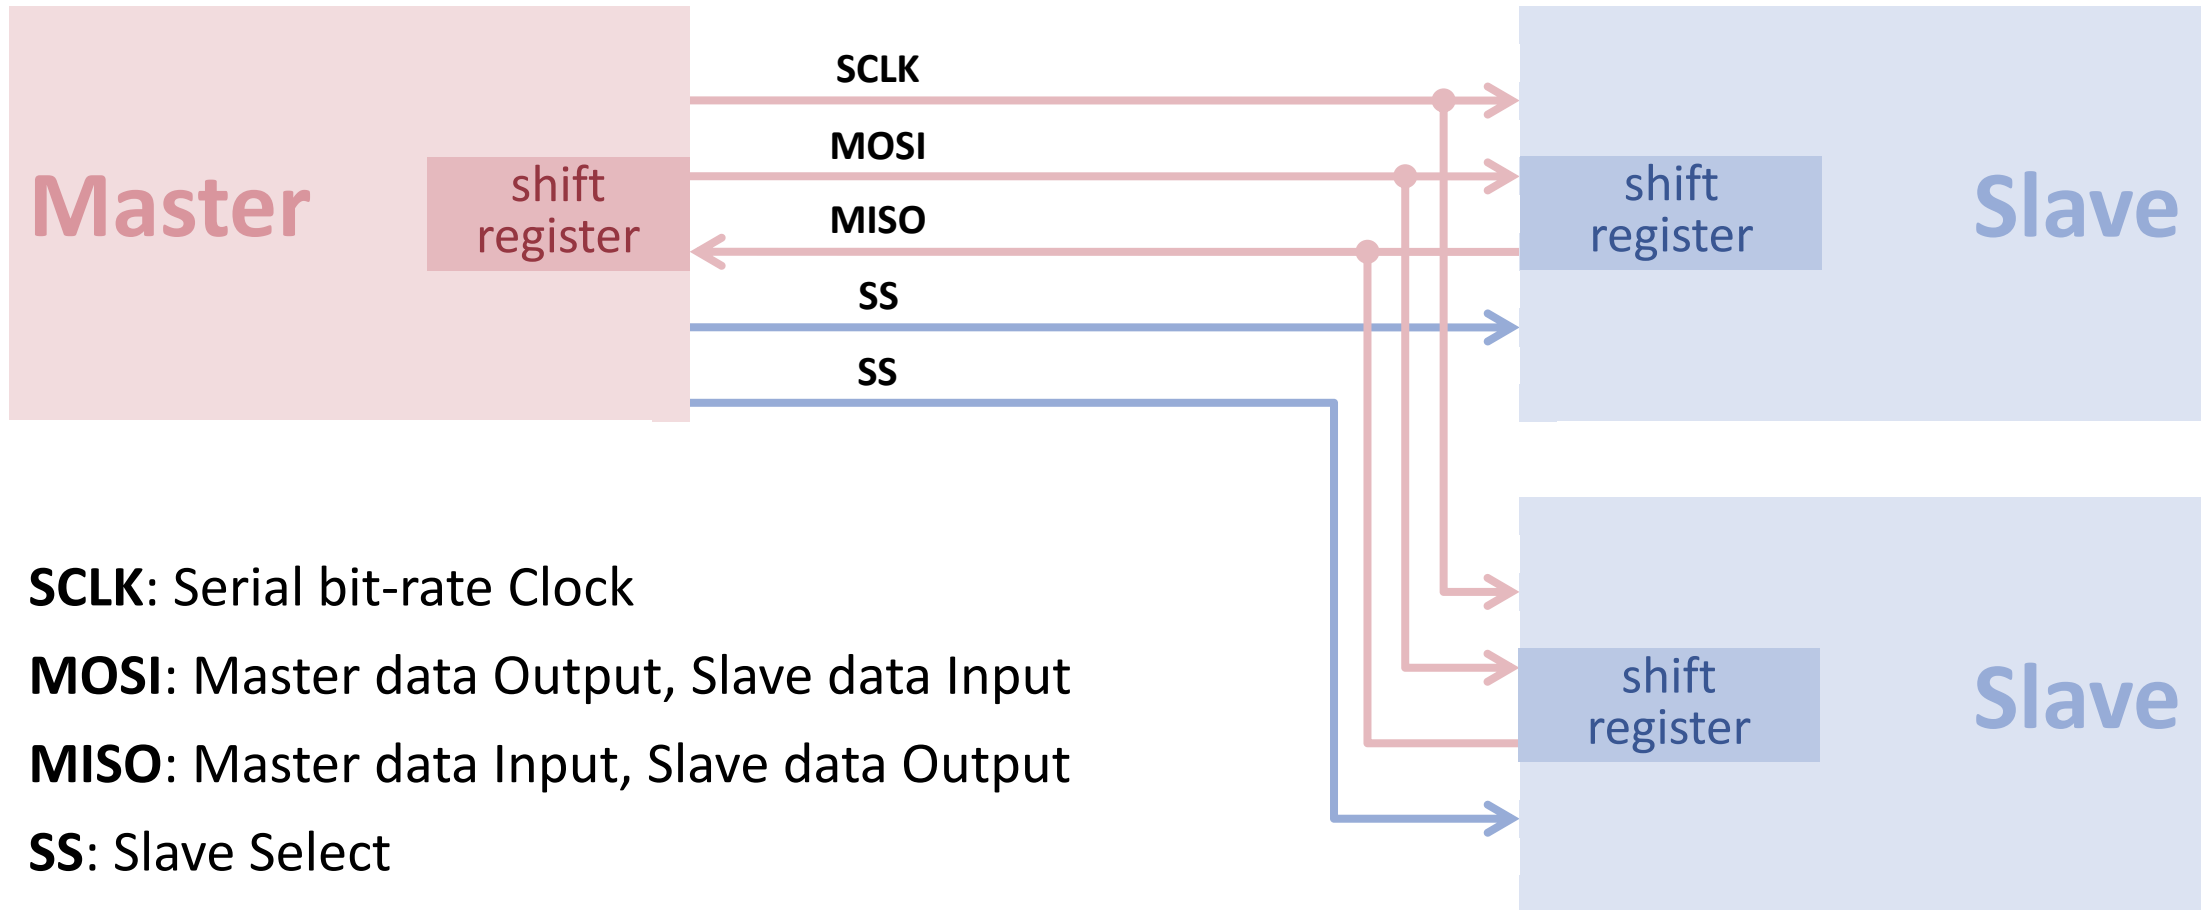 SCLK
MOSI
MISO
SS
SS
Master
shift
register
shift
register
Slave
shift
register
Slave
SCLK: Serial bit-rate Clock
MOSI: Master data Output, Slave data Input
MISO: Master data Input, Slave data Output
SS: Slave Select